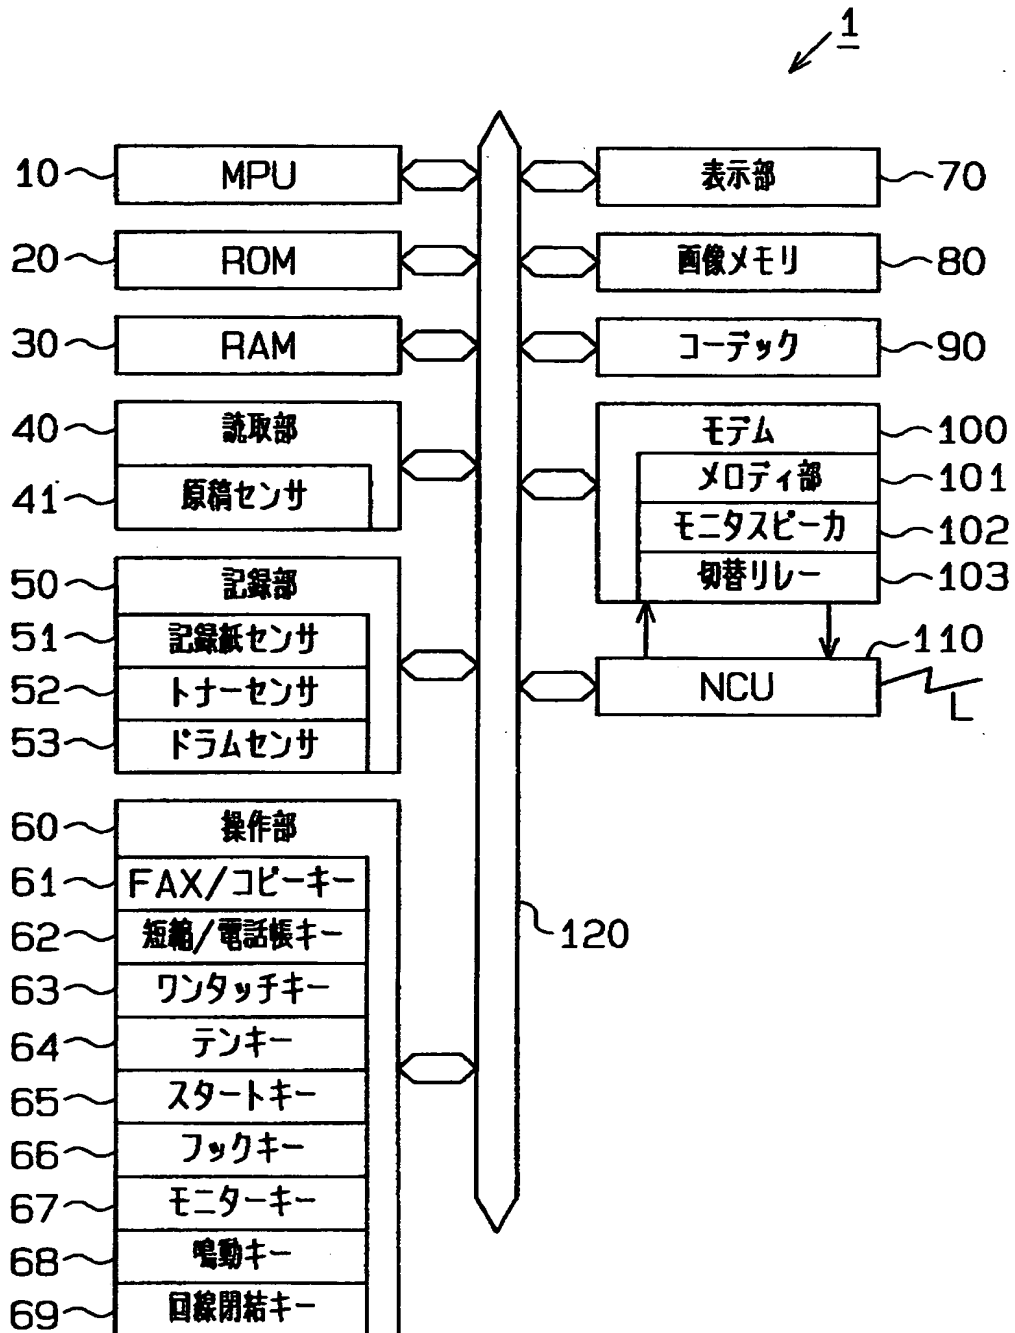 1
10 MPU
20 ROM
30 RAM
40 読取部
41 原稿センサ
50 記録部
51 記録紙センサ
52 トナーセンサ
53 ドラムセンサ
60 操作部
61 FAX/コピーキー
62 短縮/電話帳キー
63 ワンタッチキー
64 テンキー
65 スタートキー
66 フックキー
67 モニターキー
68 鳴動キー
69 回線閉結キー
表示部 70
画像メモリ 80
コーデック 90
モデム 100
メロディ部 101
モニタスピーカ 102
切替リレー 103
110
NCU
L
120